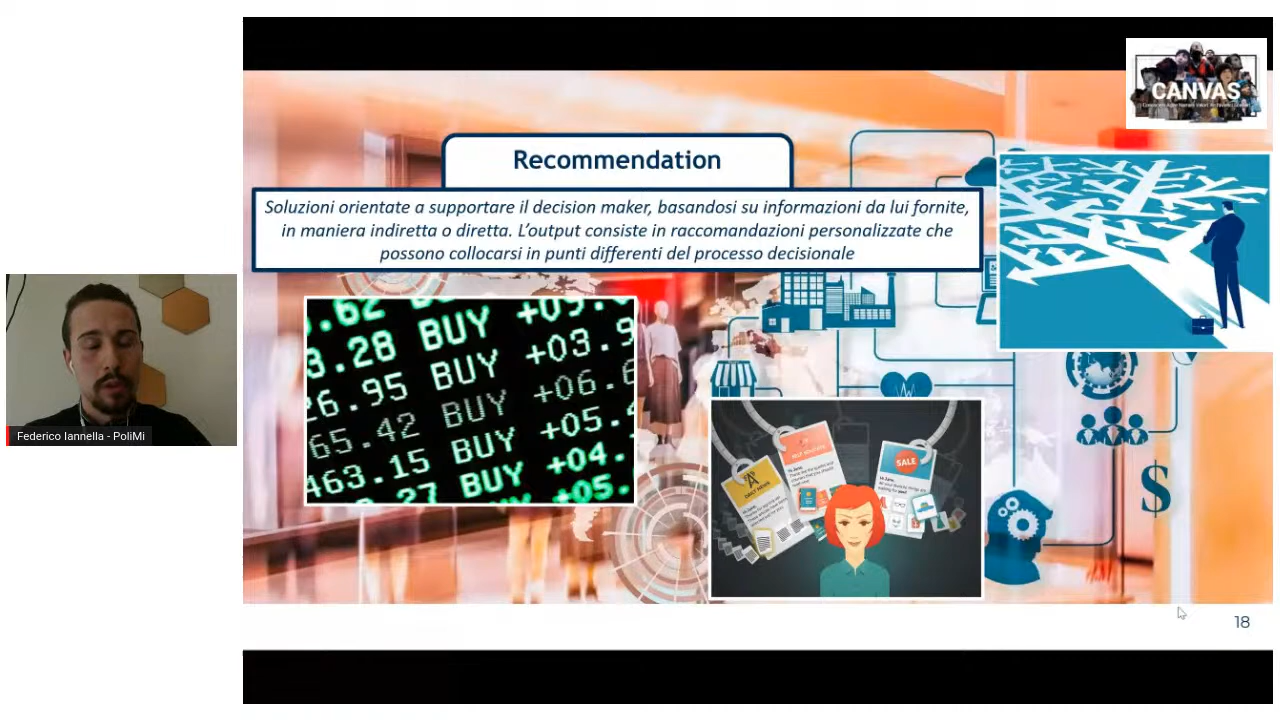 CANVAS
Recommendation
Soluzioni orientate a supportare il decision maker, basandosi su informazioni da lui fornite,
in maniera indiretta o diretta. L’output consiste in raccomandazioni personalizzate che
possono collocarsi in punti differenti del processo decisionale
.62
BUY +09.
3.28 BUY +03.9
26.95 BUY +06.6
65.42 BUY +05.
463.15 BUY +04.
27 BUY +05.
DAILY NEWS
SALE
$
Federico Iannella - PoliMi
18